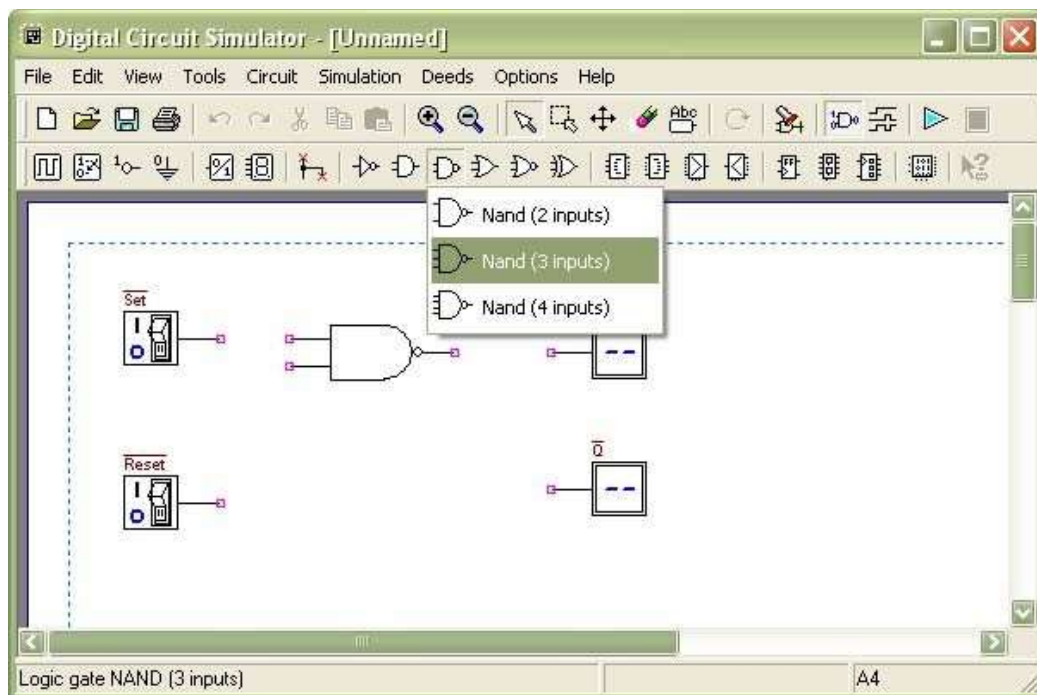 Digital Circuit Simulator - [Unnamed]
File Edit View Tools Circuit Simulation Deeds Options Help
Abc
Nand (2 inputs)
Nand (3 inputs)
Nand (4 inputs)
Set
Reset
Q
Logic gate NAND (3 inputs)
A4